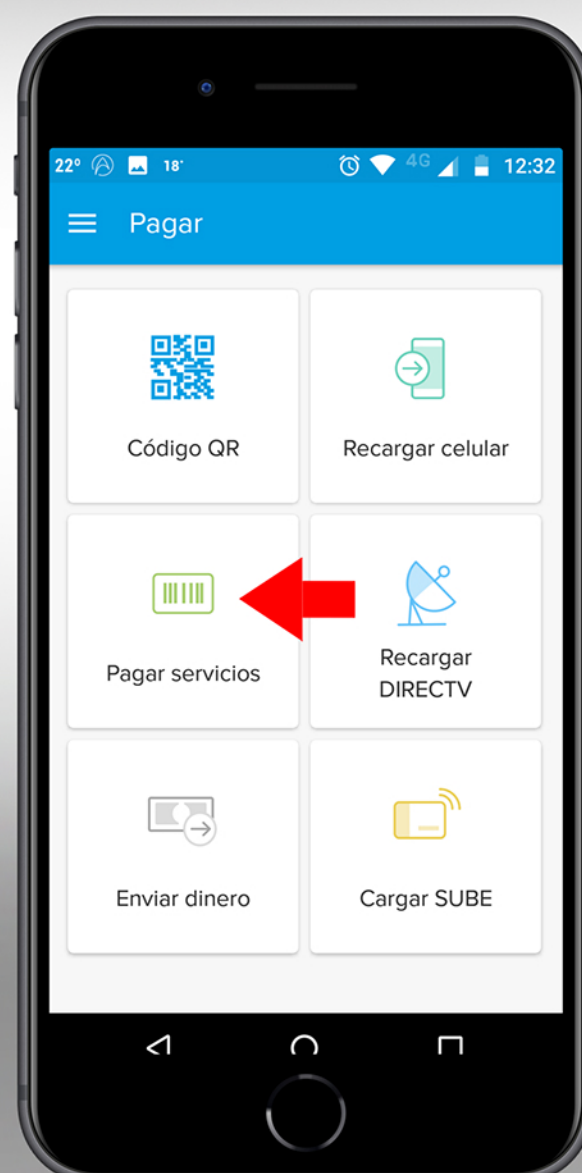 22° 18° 4G 12:32
Pagar
Código QR
Recargar celular
Pagar servicios
Recargar
DIRECTV
Enviar dinero
Cargar SUBE